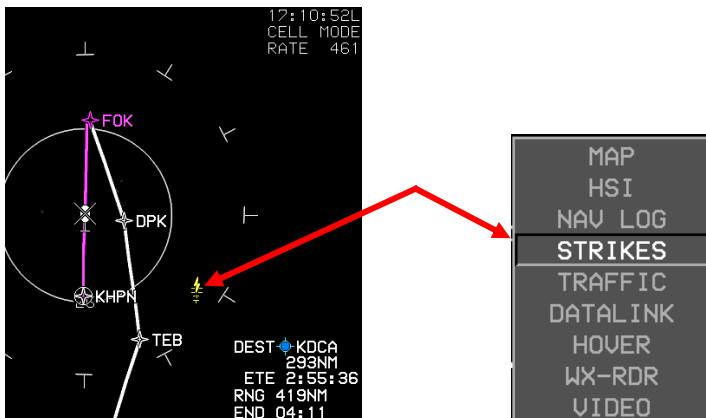 17:10:52L
CELL MODE
RATE 461
FOK
DPK
KHPN
TEB
DEST KDCA
293NM
ETE 2:55:36
RNG 419NM
END 04:11
MAP
HSI
NAV LOG
STRIKES
TRAFFIC
DATALINK
HOVER
WX-RDR
VIDEO